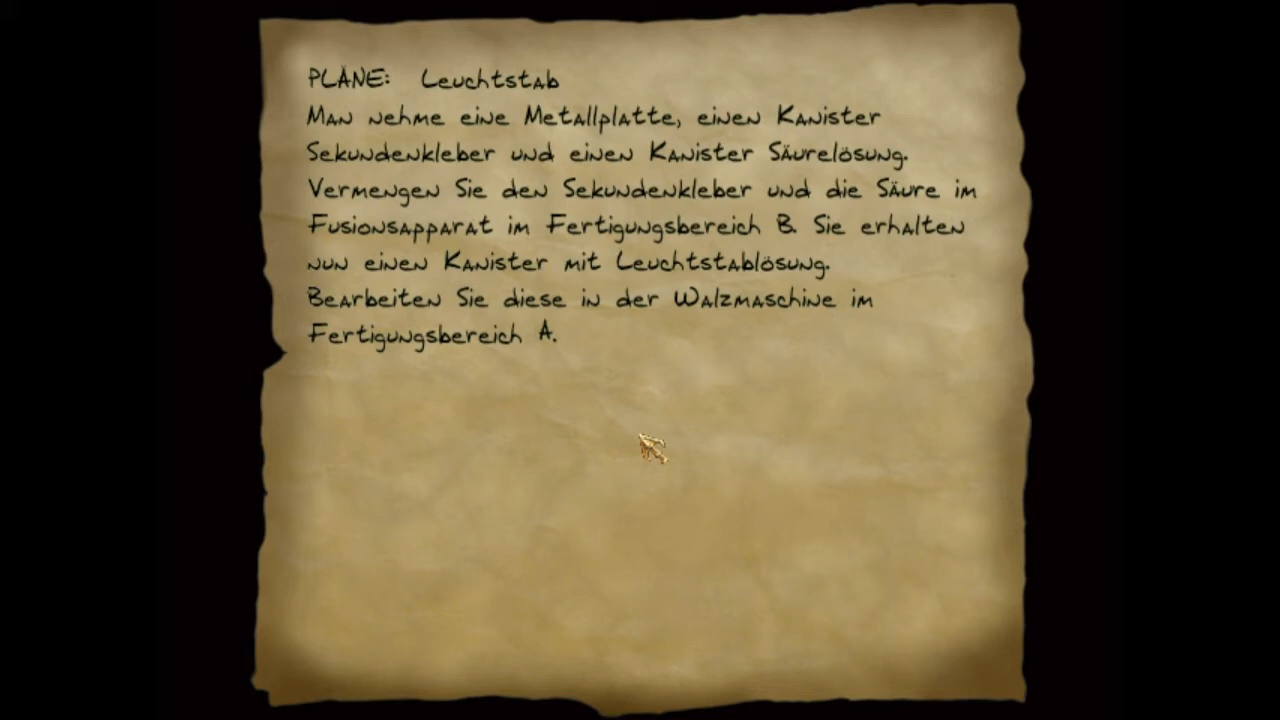 PLÄNE: Leuchtstab
Man nehme eine Metallplatte, einen Kanister
Sekundenkleber und einen Kanister Säurelösung.
Vermengen Sie den Sekundenkleber und die Säure im
Fusionsapparat im Fertigungsbereich B. Sie erhalten
nun einen Kanister mit Leuchtstablösung.
Bearbeiten Sie diese in der Walzmaschine im
Fertigungsbereich A.